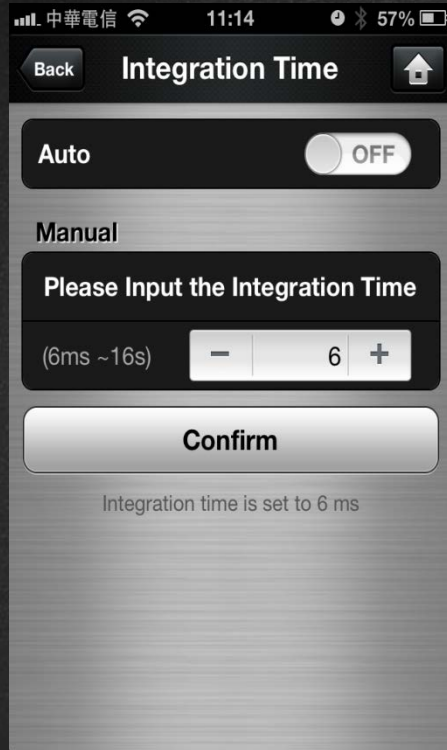 中華電信 11:14 57%
Back Integration Time
Auto OFF
Manual
Please Input the Integration Time
(6ms ~16s) − 6 +
Confirm
Integration time is set to 6 ms